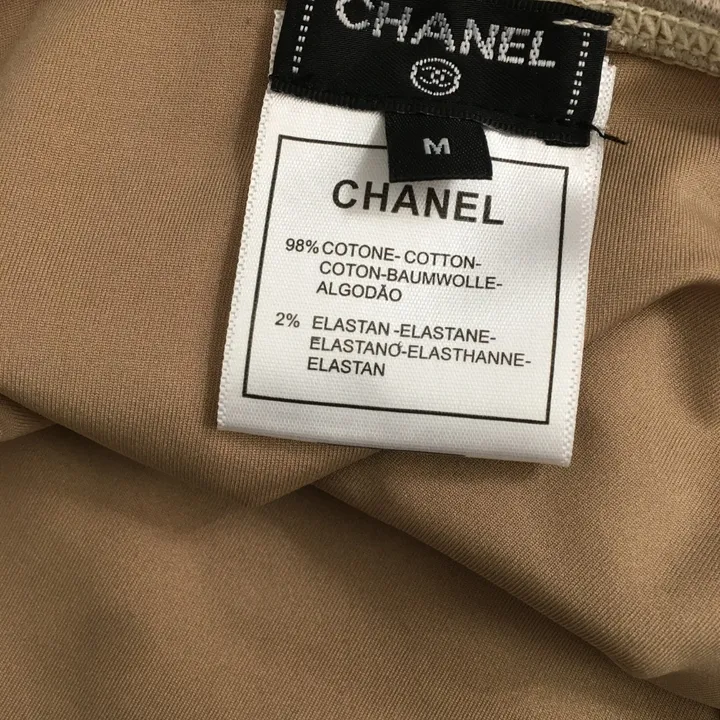 CHANEL
M
CHANEL
98% COTONE- COTTON-
COTON-BAUMWOLLE-
ALGODÃO
2% ELASTAN -ELASTANE-
ELASTANO-ELASTHANNE-
ELASTAN